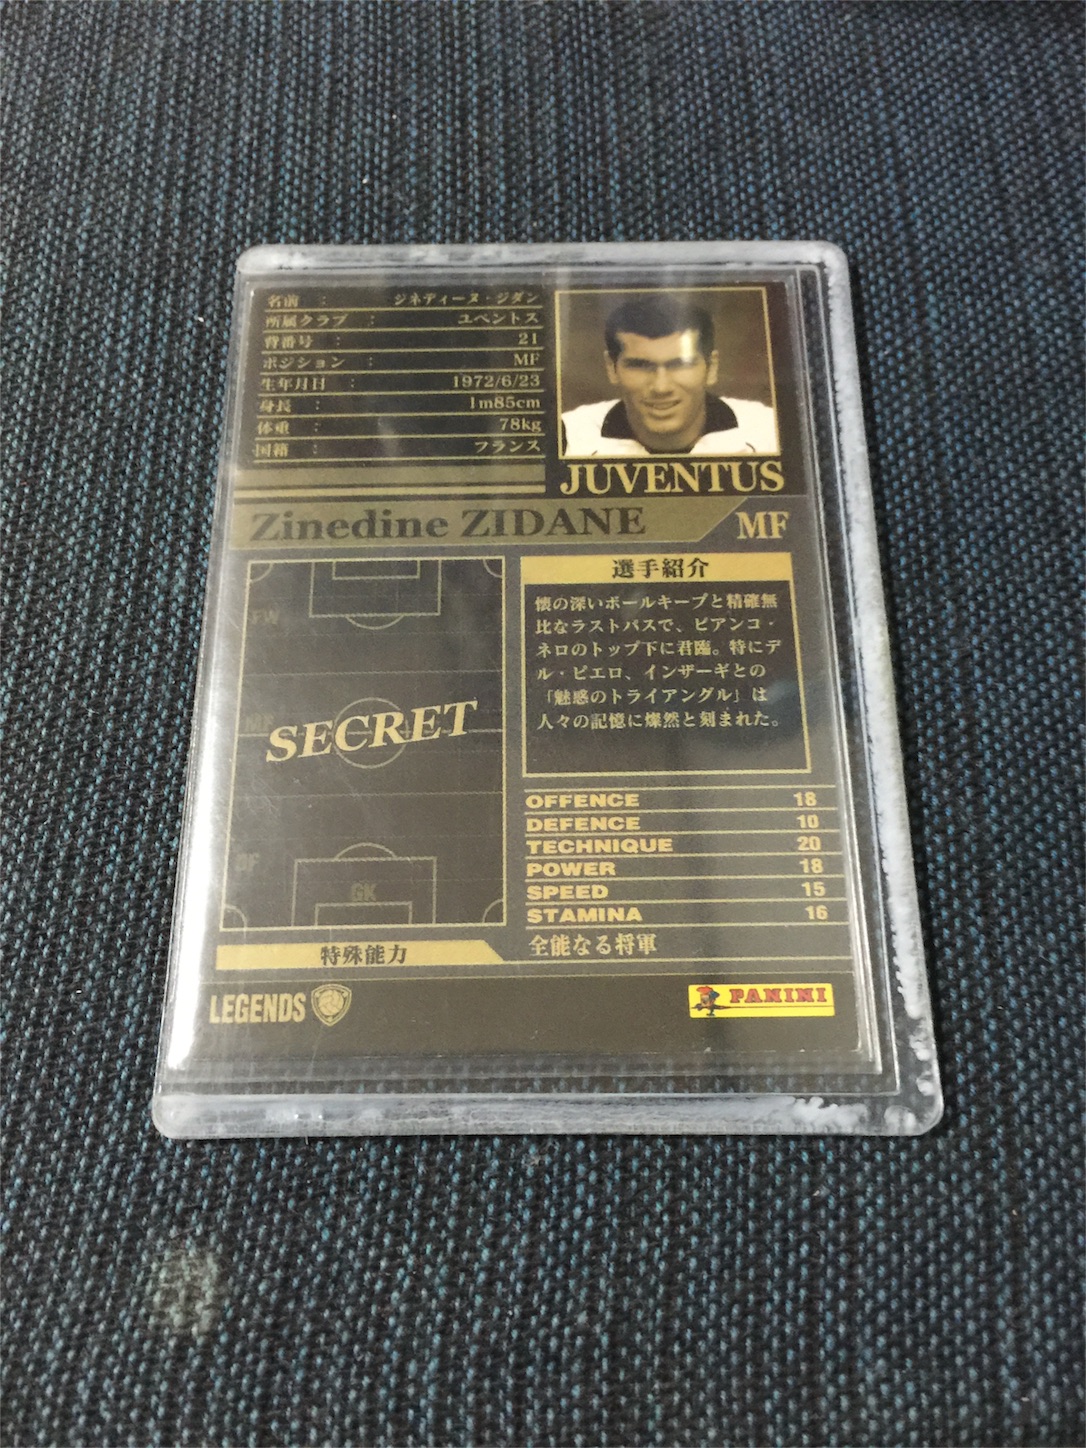 名前 : ジネディーヌ・ジダン
所属クラブ : ユベントス
背番号 : 21
ポジション : MF
生年月日 : 1972/6/23
身長 : 1m85cm
体重 : 78kg
国籍 : フランス
JUVENTUS
Zinedine ZIDANE
MF
FW
MF
SECRET
DF
GK
選手紹介
懐の深いボールキープと精確無
比なラストパスで、ビアンコ・
ネロのトップ下に君臨。特にデ
ル・ピエロ、インザーギとの
「魅惑のトライアングル」は
人々の記憶に燦然と刻まれた。
OFFENCE 18
DEFENCE 10
TECHNIQUE 20
POWER 18
SPEED 15
STAMINA 16
特殊能力
全能なる将軍
LEGENDS
PANINI